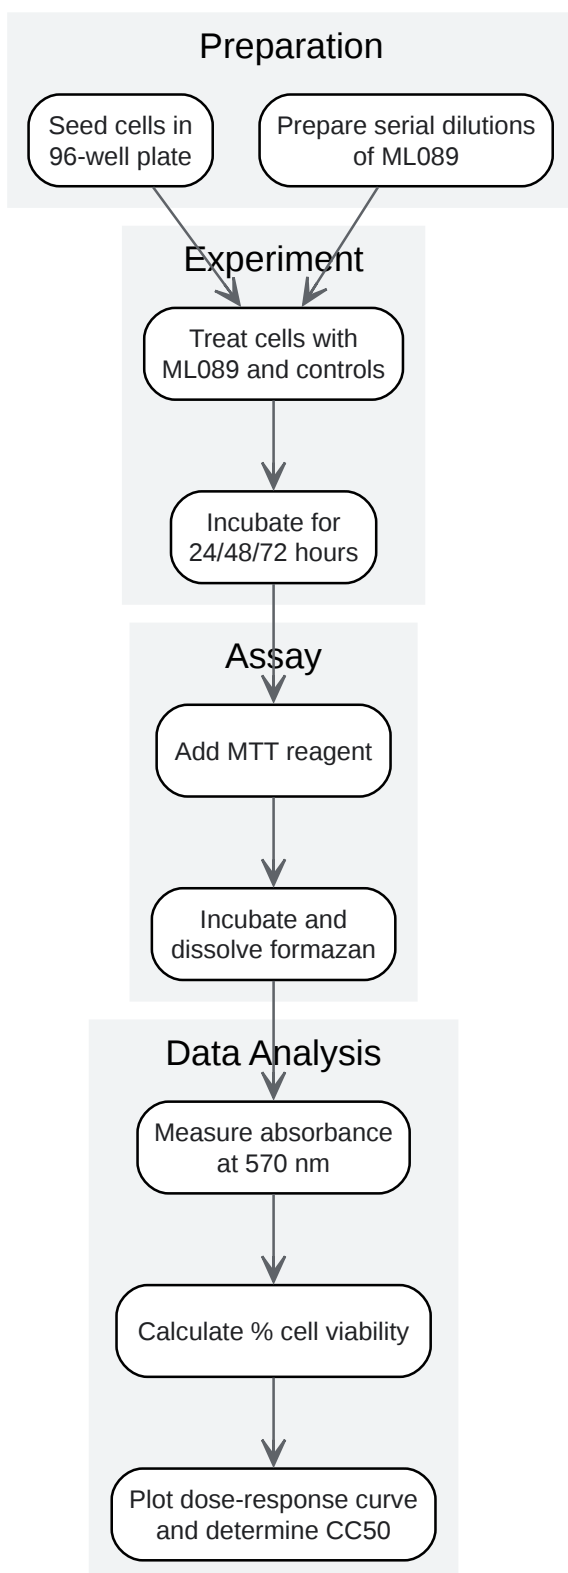 Preparation
Seed cells in
96-well plate
Prepare serial dilutions
of ML089
Experiment
Treat cells with
ML089 and controls
Incubate for
24/48/72 hours
Assay
Add MTT reagent
Incubate and
dissolve formazan
Data Analysis
Measure absorbance
at 570 nm
Calculate % cell viability
Plot dose-response curve
and determine CC50